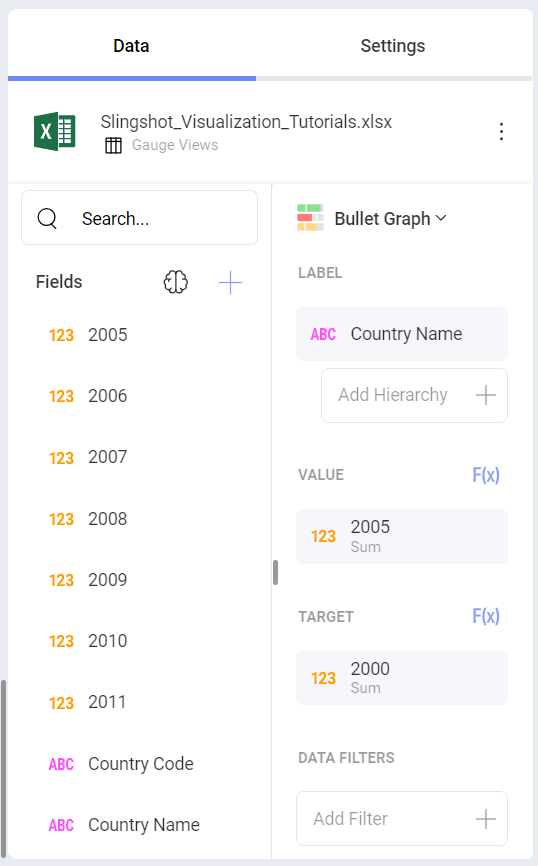 Data
Settings
Slingshot_Visualization_Tutorials.xlsx
Gauge Views
Search...
Fields
123 2005
123 2006
123 2007
123 2008
123 2009
123 2010
123 2011
ABC Country Code
ABC Country Name
Bullet Graph
LABEL
ABC Country Name
Add Hierarchy
VALUE F(x)
123 2005
Sum
TARGET F(x)
123 2000
Sum
DATA FILTERS
Add Filter